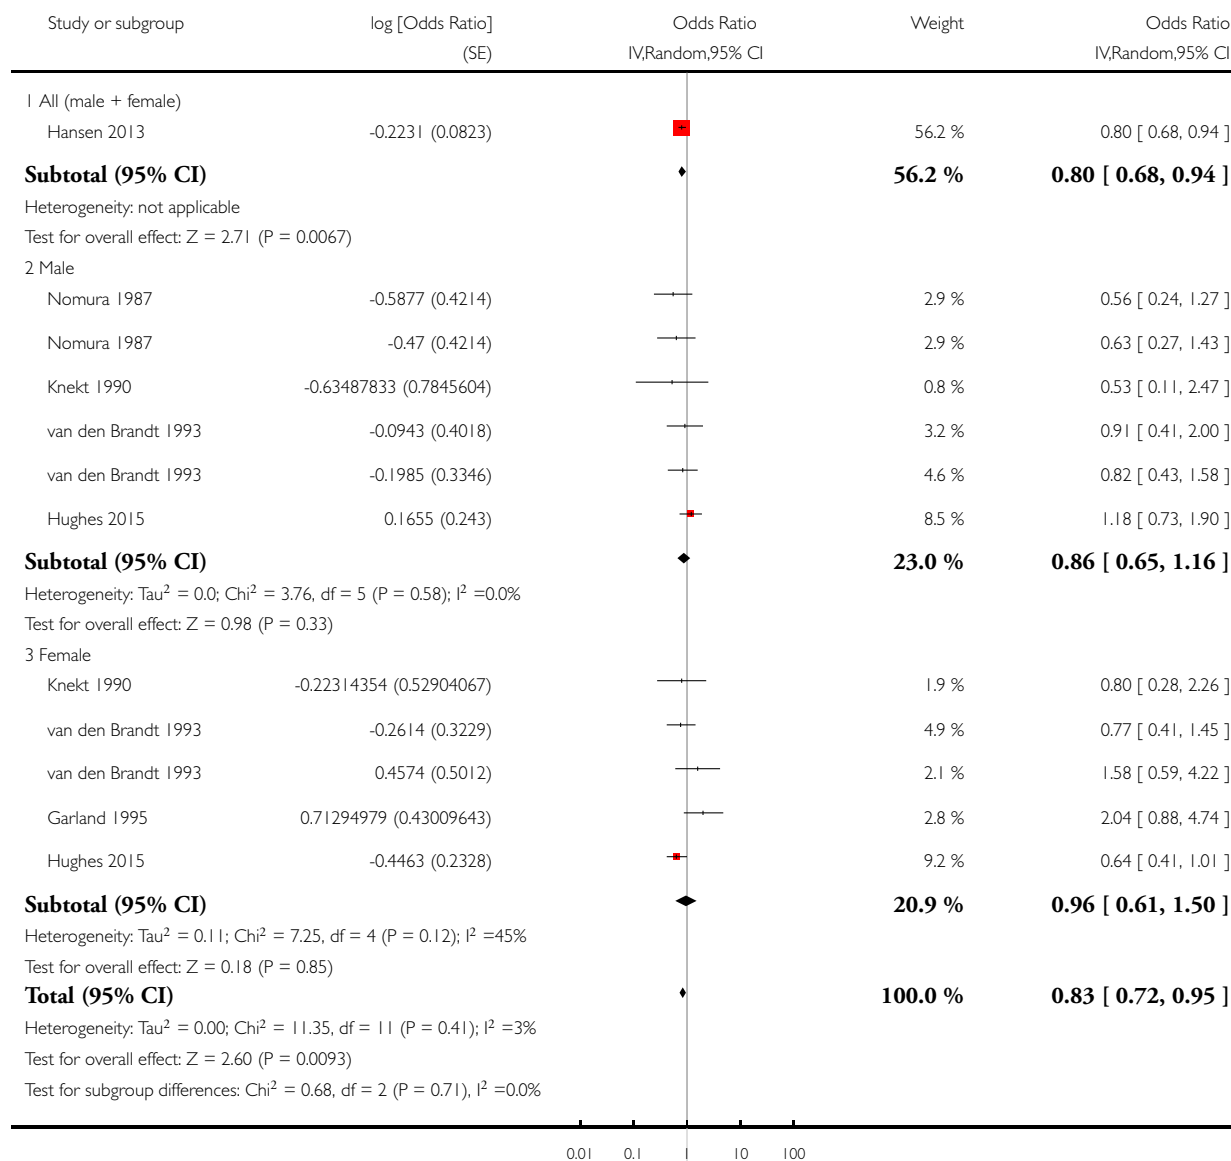 Study or subgroup log [Odds Ratio] Odds Ratio Weight Odds Ratio
(SE) IV,Random,95% CI IV,Random,95% CI
1 All (male + female)
Hansen 2013 -0.2231 (0.0823) 56.2 % 0.80 [ 0.68, 0.94 ]
Subtotal (95% CI) 56.2 % 0.80 [ 0.68, 0.94 ]
Heterogeneity: not applicable
Test for overall effect: Z = 2.71 (P = 0.0067)
2 Male
Nomura 1987 -0.5877 (0.4214) 2.9 % 0.56 [ 0.24, 1.27 ]
Nomura 1987 -0.47 (0.4214) 2.9 % 0.63 [ 0.27, 1.43 ]
Knekt 1990 -0.63487833 (0.7845604) 0.8 % 0.53 [ 0.11, 2.47 ]
van den Brandt 1993 -0.0943 (0.4018) 3.2 % 0.91 [ 0.41, 2.00 ]
van den Brandt 1993 -0.1985 (0.3346) 4.6 % 0.82 [ 0.43, 1.58 ]
Hughes 2015 0.1655 (0.243) 8.5 % 1.18 [ 0.73, 1.90 ]
Subtotal (95% CI) 23.0 % 0.86 [ 0.65, 1.16 ]
Heterogeneity: Tau² = 0.0; Chi² = 3.76, df = 5 (P = 0.58); I² =0.0%
Test for overall effect: Z = 0.98 (P = 0.33)
3 Female
Knekt 1990 -0.22314354 (0.52904067) 1.9 % 0.80 [ 0.28, 2.26 ]
van den Brandt 1993 -0.2614 (0.3229) 4.9 % 0.77 [ 0.41, 1.45 ]
van den Brandt 1993 0.4574 (0.5012) 2.1 % 1.58 [ 0.59, 4.22 ]
Garland 1995 0.71294979 (0.43009643) 2.8 % 2.04 [ 0.88, 4.74 ]
Hughes 2015 -0.4463 (0.2328) 9.2 % 0.64 [ 0.41, 1.01 ]
Subtotal (95% CI) 20.9 % 0.96 [ 0.61, 1.50 ]
Heterogeneity: Tau² = 0.11; Chi² = 7.25, df = 4 (P = 0.12); I² =45%
Test for overall effect: Z = 0.18 (P = 0.85)
Total (95% CI) 100.0 % 0.83 [ 0.72, 0.95 ]
Heterogeneity: Tau² = 0.00; Chi² = 11.35, df = 11 (P = 0.41); I² =3%
Test for overall effect: Z = 2.60 (P = 0.0093)
Test for subgroup differences: Chi² = 0.68, df = 2 (P = 0.71), I² =0.0%
0.01 0.1 1 10 100